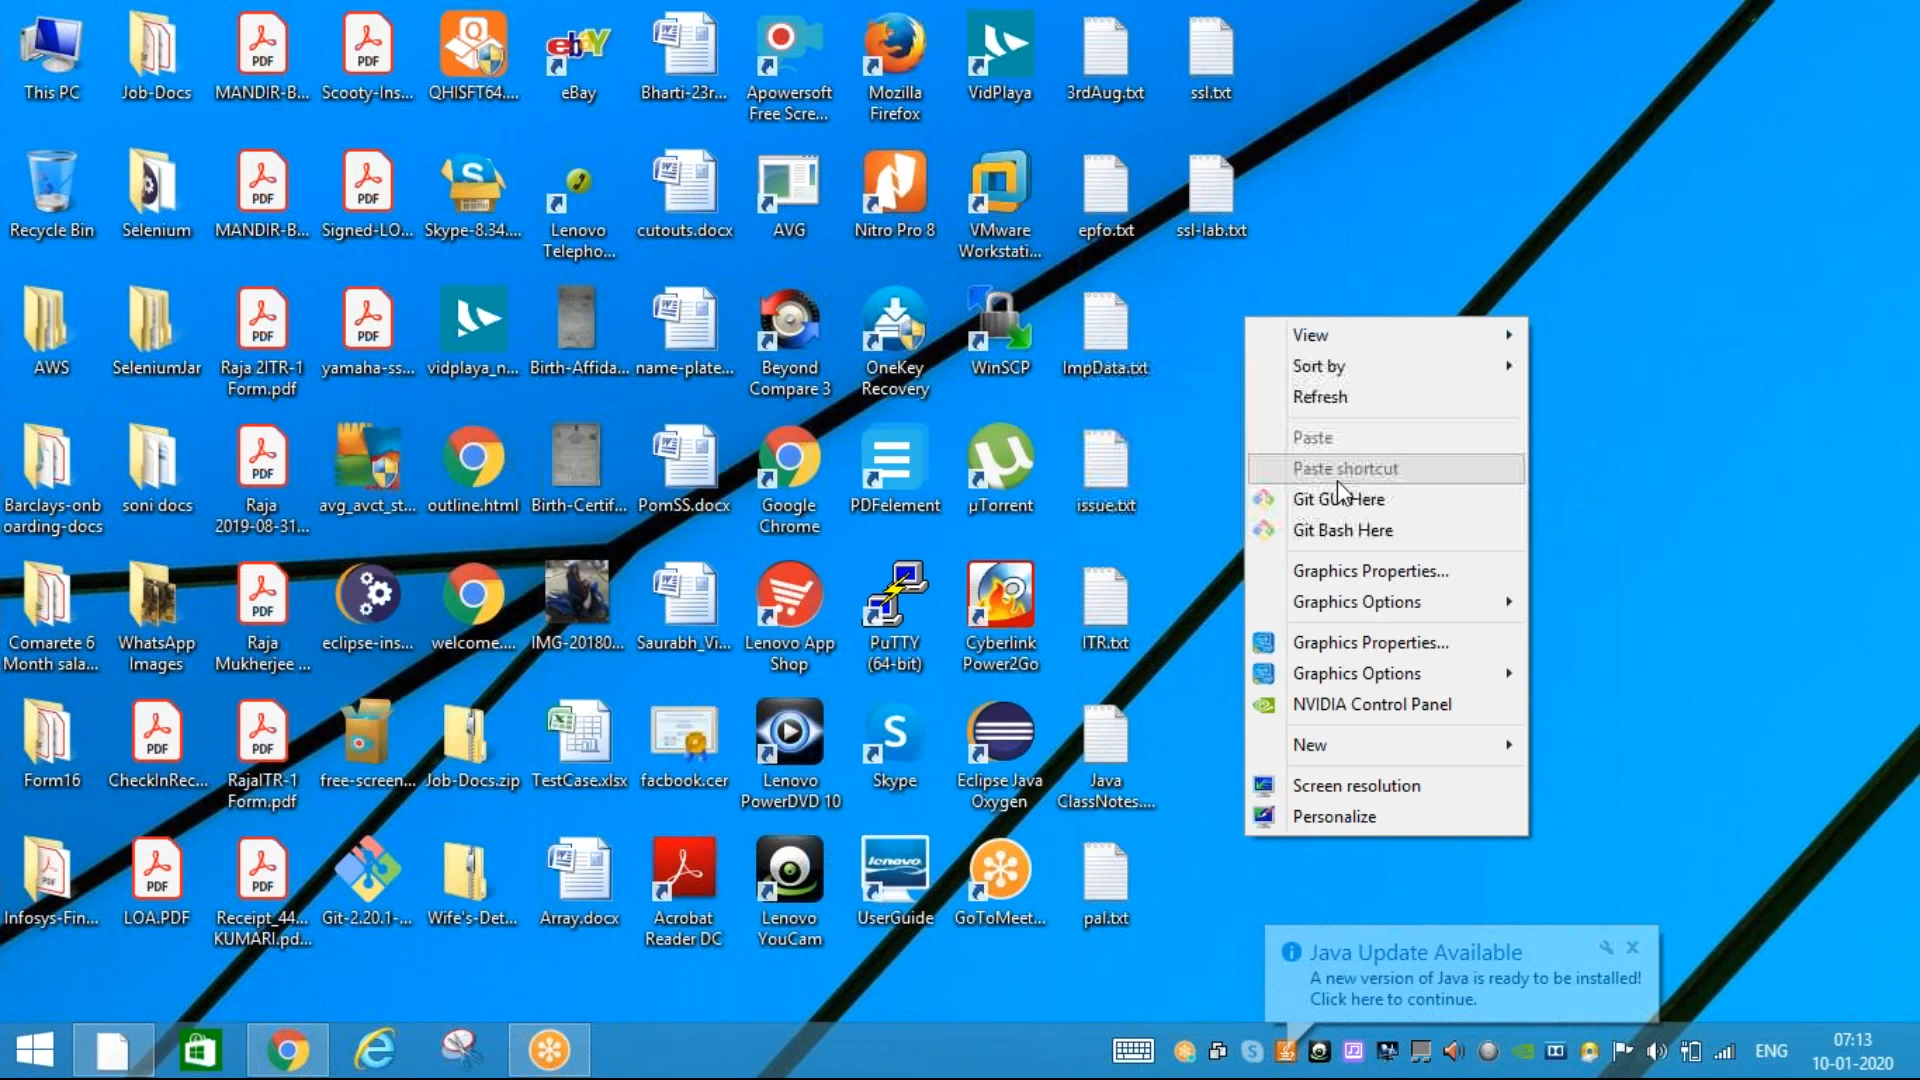 This PC
Job-Docs
MANDIR-B...
Scooty-Ins...
QHISFT64....
eBay
Bharti-23r...
Apowersoft
Free Scre...
Mozilla
Firefox
VidPlaya
3rdAug.txt
ssl.txt
Recycle Bin
Selenium
MANDIR-B...
Signed-LO...
Skype-8.34....
Lenovo
Telepho...
cutouts.docx
AVG
Nitro Pro 8
VMware
Workstati...
epfo.txt
ssl-lab.txt
AWS
SeleniumJar
Raja 2ITR-1
Form.pdf
yamaha-ss...
vidplaya_n...
Birth-Affida...
name-plate...
Beyond
Compare 3
OneKey
Recovery
WinSCP
ImpData.txt
Barclays-onb
oarding-docs
soni docs
Raja
2019-08-31...
avg_avct_st...
outline.html
Birth-Certif...
PomSS.docx
Google
Chrome
PDFelement
µTorrent
issue.txt
Comarete 6
Month sala...
WhatsApp
Images
Raja
Mukherjee ...
eclipse-ins...
welcome....
IMG-20180...
Saurabh_Vi...
Lenovo App
Shop
PuTTY
(64-bit)
Cyberlink
Power2Go
ITR.txt
Form16
CheckInRec...
RajaITR-1
Form.pdf
free-screen...
Job-Docs.zip
TestCase.xlsx
facbook.cer
Lenovo
PowerDVD 10
Skype
Eclipse Java
Oxygen
Java
ClassNotes....
Infosys-Fin...
LOA.PDF
Receipt_44...
KUMARI.pd...
Git-2.20.1-...
Wife's-Det...
Array.docx
Acrobat
Reader DC
Lenovo
YouCam
UserGuide
GoToMeet...
pal.txt
View
Sort by
Refresh
Paste
Paste shortcut
Git GUI Here
Git Bash Here
Graphics Properties...
Graphics Options
Graphics Properties...
Graphics Options
NVIDIA Control Panel
New
Screen resolution
Personalize
Java Update Available
A new version of Java is ready to be installed!
Click here to continue.
ENG
07:13
10-01-2020